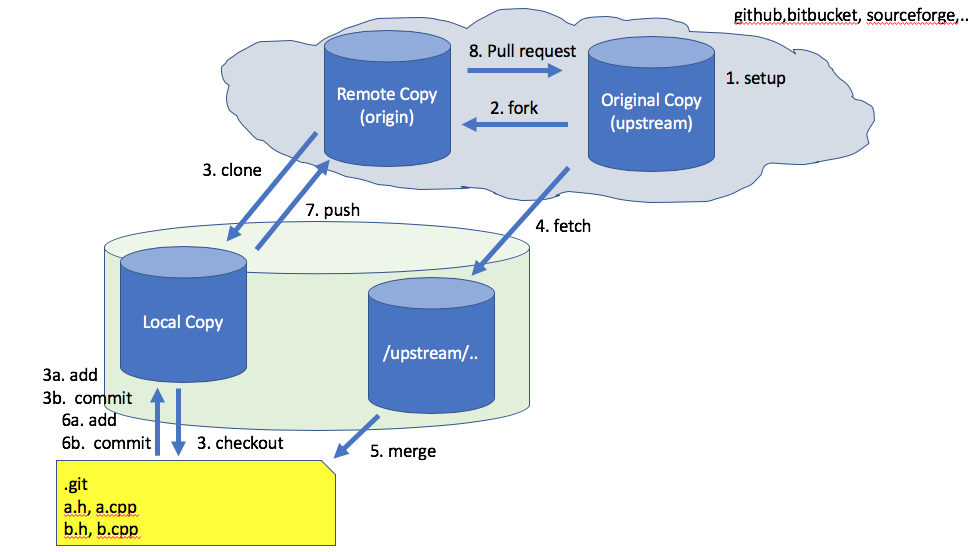 github,bitbucket, sourceforge,..
8. Pull request
1. setup
Remote Copy
(origin)
2. fork
Original Copy
(upstream)
3. clone
7. push
4. fetch
Local Copy
/upstream/..
3a. add
3b. commit
6a. add
6b. commit
3. checkout
5. merge
.git
a.h, a.cpp
b.h, b.cpp